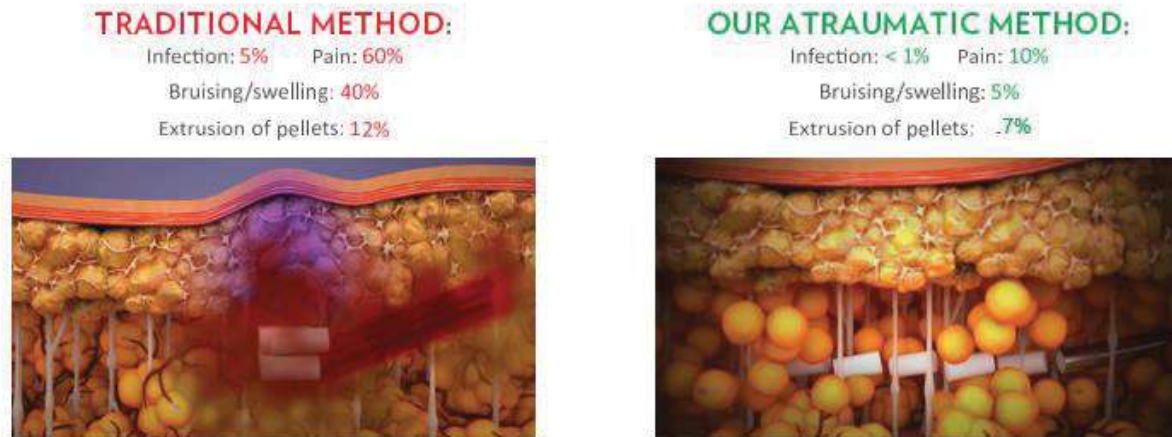 TRADITIONAL METHOD:
Infection: 5% Pain: 60%
Bruising/swelling: 40%
Extrusion of pellets: 12%
OUR ATRAUMATIC METHOD:
Infection: < 1% Pain: 10%
Bruising/swelling: 5%
Extrusion of pellets: .7%